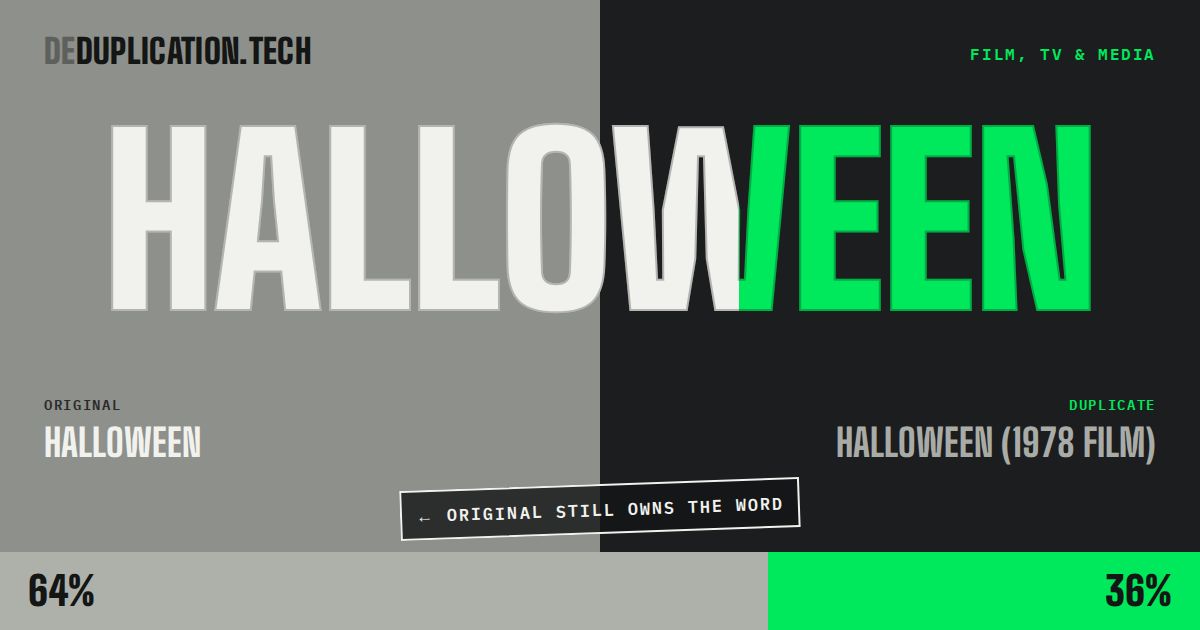 DEDUPLICATION.TECH
FILM, TV & MEDIA
HALLOWEEN
ORIGINAL
HALLOWEEN
DUPLICATE
HALLOWEEN (1978 FILM)
← ORIGINAL STILL OWNS THE WORD
64%
36%